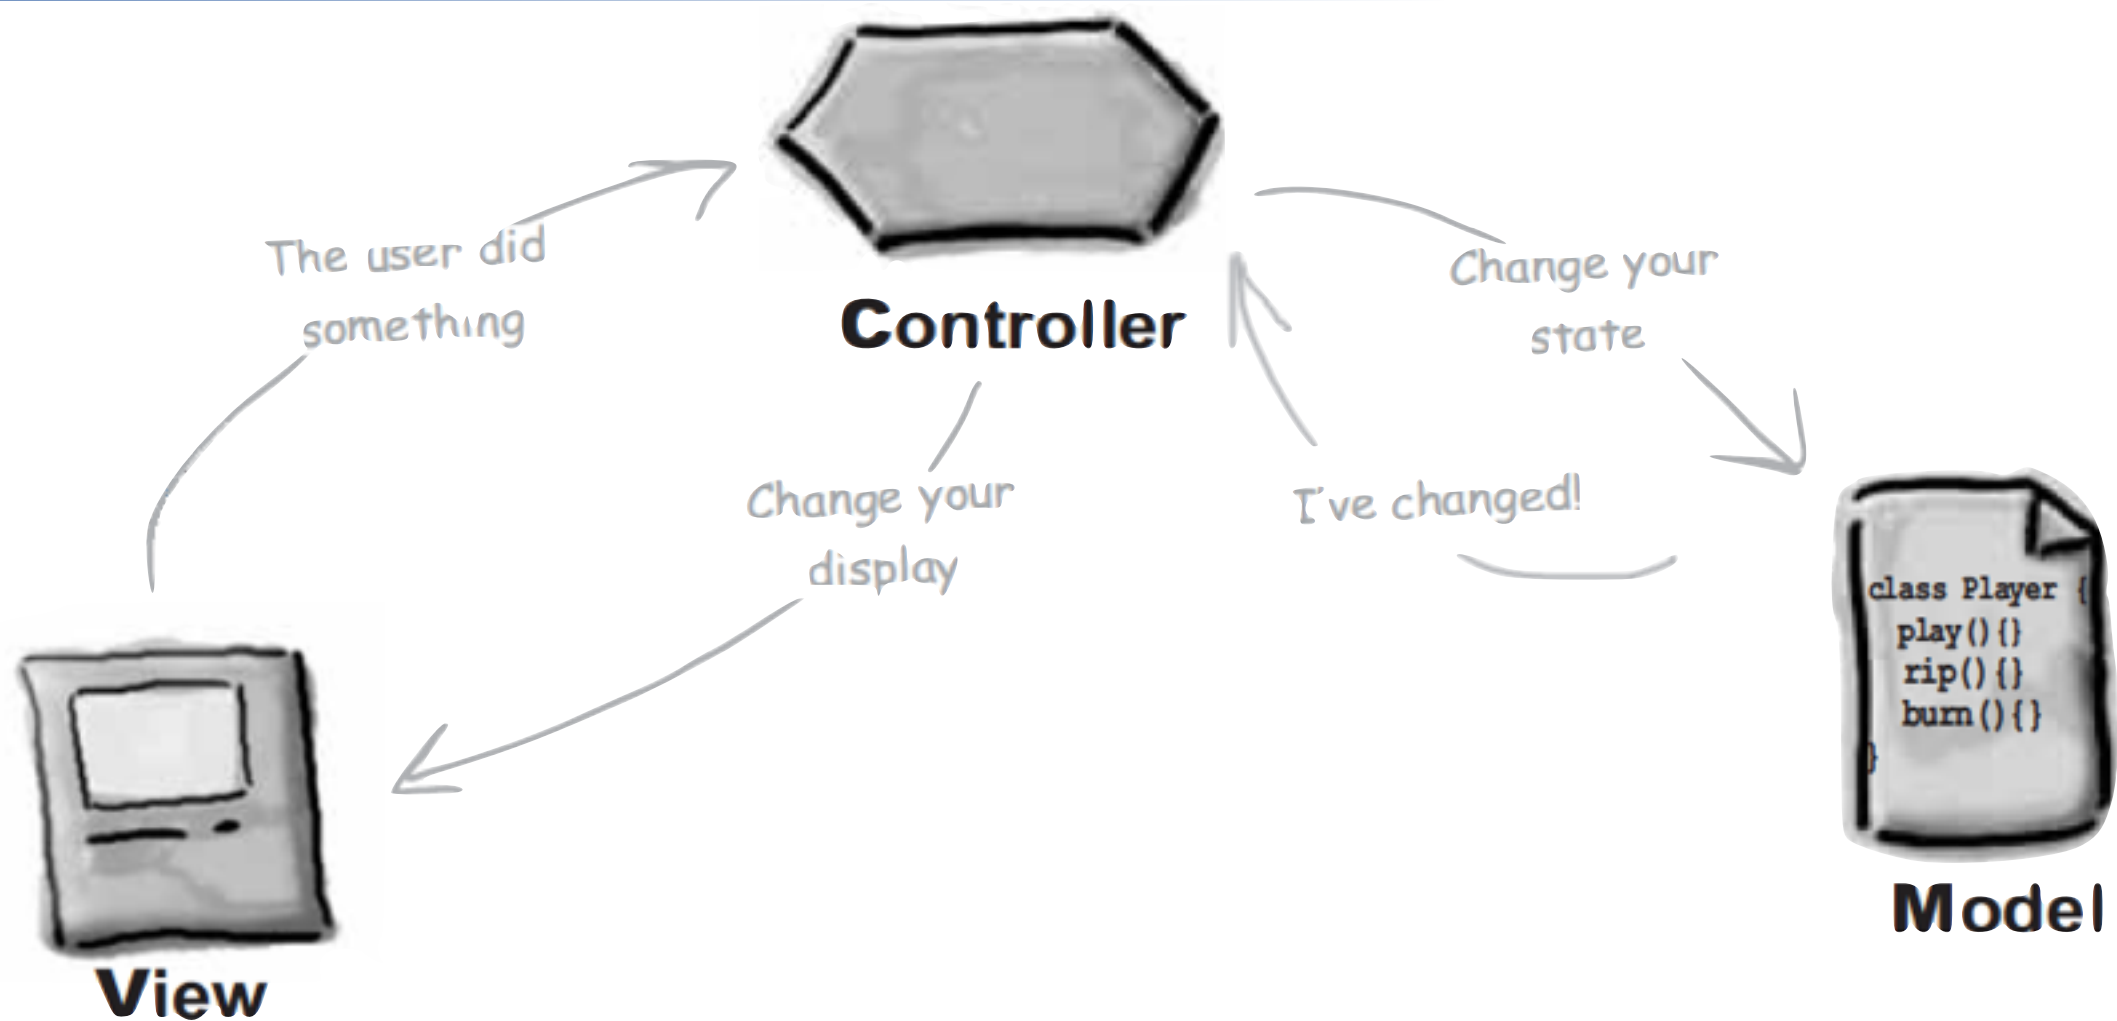 The user did
something
Controller
Change your
state
Change your
display
I've changed!
class Player {
play(){}
rip(){}
burn(){}
}
Model
View